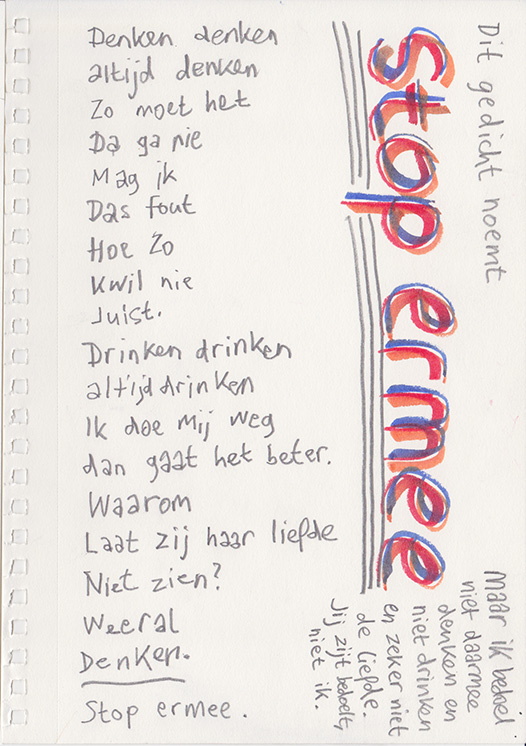 Dit gedicht noemt
Stop ermee
Denken denken
altijd denken
Zo moet het
Da ga nie
Mag ik
Das fout
Hoe Zo
Kwil nie
Juist.
Drinken drinken
altijd drinken
Ik doe mij weg
dan gaat het beter.
Waarom
Laat zij haar liefde
Niet zien?
Weeral
Denken.
Stop ermee.
Maar ik bedoel
niet daarmee
denken en
niet drinken
en zeker niet
de liefde.
Jij zijt bedoelt,
niet ik.